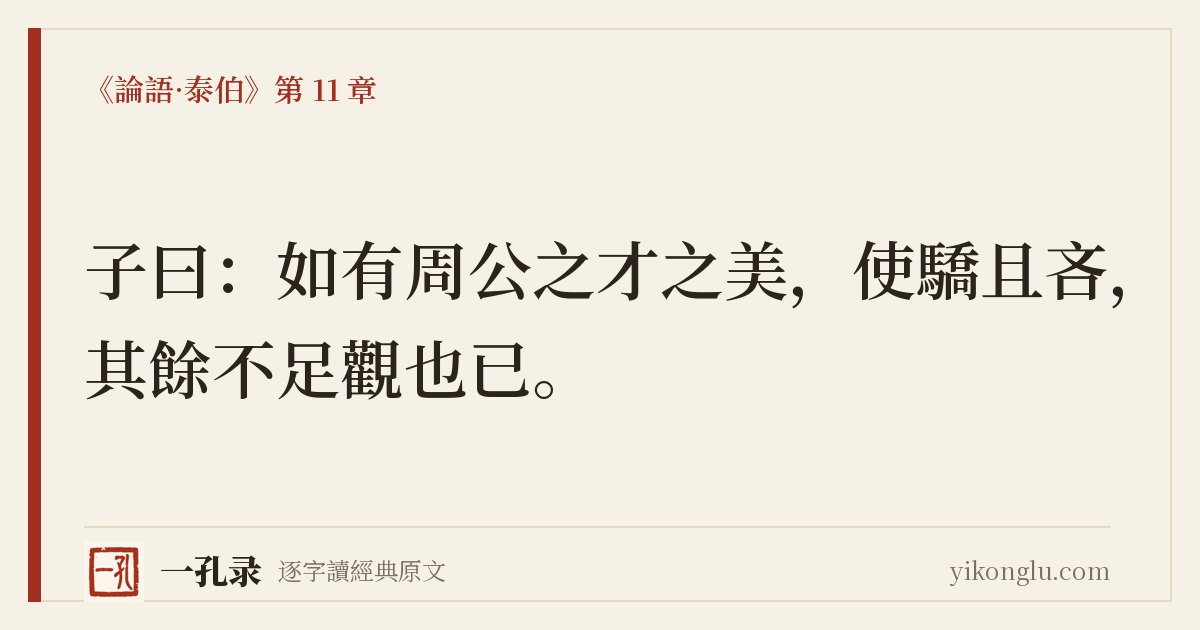 《論語·泰伯》第 11 章
子曰：如有周公之才之美，使驕且吝，
其餘不足觀也已。
一孔
一孔录 逐字讀經典原文 yikonglu.com